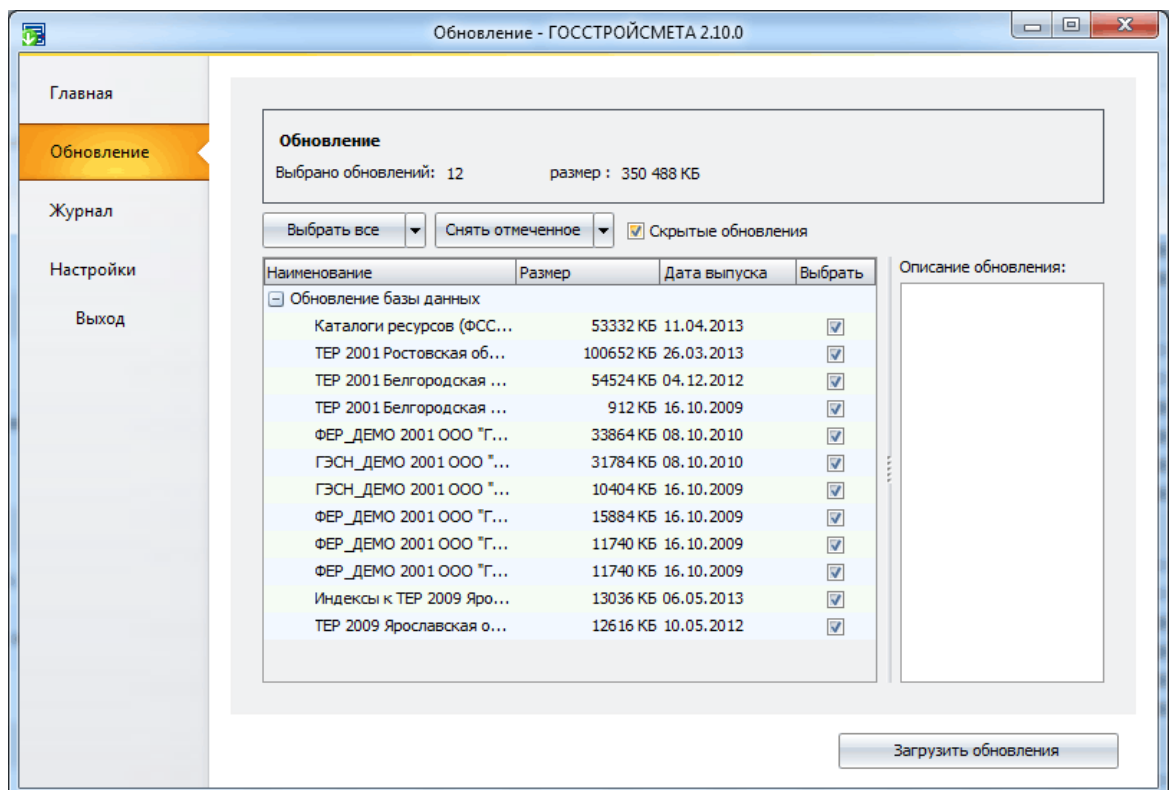 Обновление - ГОССТРОЙСМЕТА 2.10.0
Главная
Обновление
Журнал
Настройки
Выход
Обновление
Выбрано обновлений: 12 размер : 350 488 КБ
Выбрать все Снять отмеченное Скрытые обновления
Наименование Размер Дата выпуска Выбрать Описание обновления:
Обновление базы данных
Каталоги ресурсов (ФСС... 53332 КБ 11.04.2013
ТЕР 2001 Ростовская об... 100652 КБ 26.03.2013
ТЕР 2001 Белгородская ... 54524 КБ 04.12.2012
ТЕР 2001 Белгородская ... 912 КБ 16.10.2009
ФЕР_ДЕМО 2001 ООО "Г... 33864 КБ 08.10.2010
ГЭСН_ДЕМО 2001 ООО "... 31784 КБ 08.10.2010
ГЭСН_ДЕМО 2001 ООО "... 10404 КБ 16.10.2009
ФЕР_ДЕМО 2001 ООО "Г... 15884 КБ 16.10.2009
ФЕР_ДЕМО 2001 ООО "Г... 11740 КБ 16.10.2009
ФЕР_ДЕМО 2001 ООО "Г... 11740 КБ 16.10.2009
Индексы к ТЕР 2009 Яро... 13036 КБ 06.05.2013
ТЕР 2009 Ярославская о... 12616 КБ 10.05.2012
Загрузить обновления